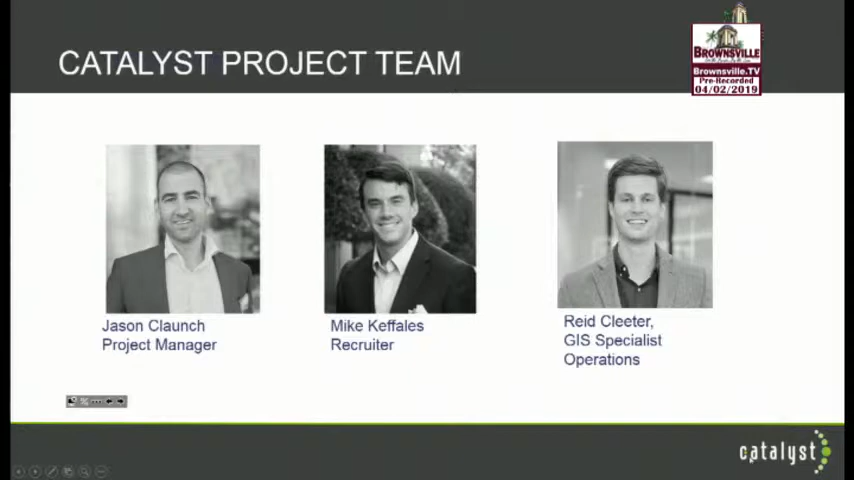 CATALYST PROJECT TEAM
BROWNSVILLE
Brownsville.TV
Pre-Recorded
04/02/2019
Jason Claunch
Project Manager
Mike Keffales
Recruiter
Reid Cleeter,
GIS Specialist
Operations
catalyst